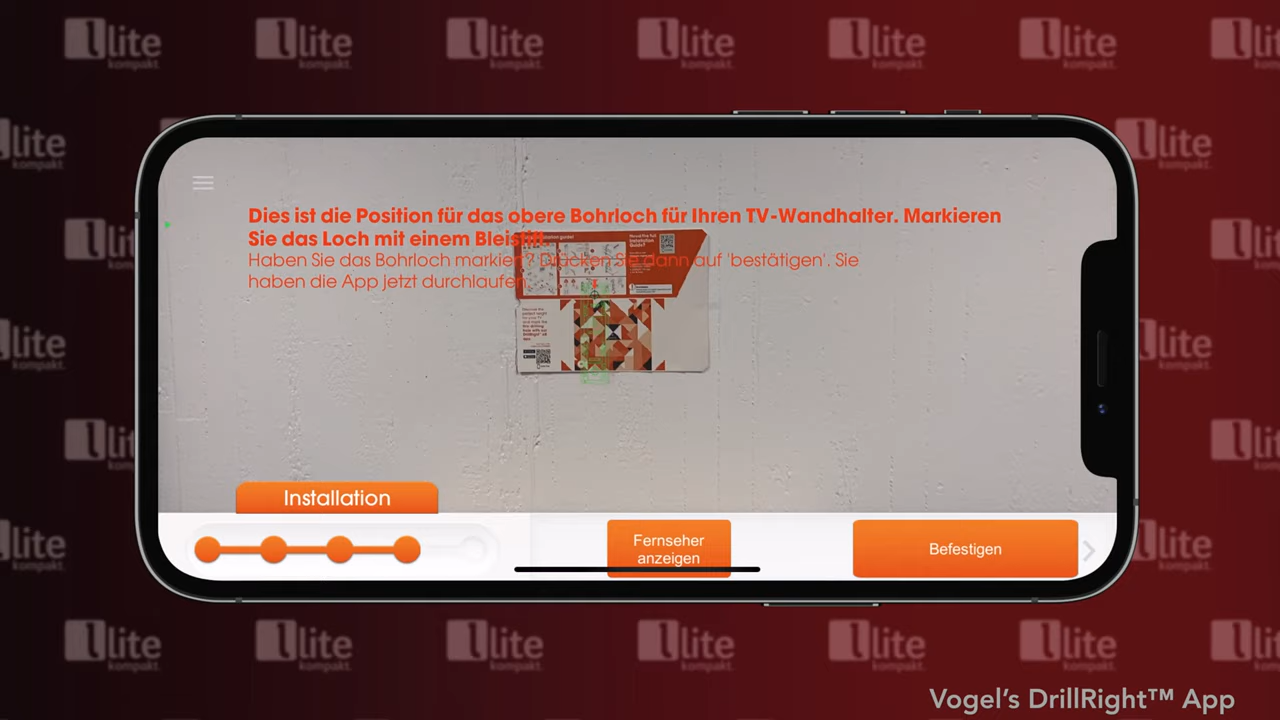 lite
kompakt.
Dies ist die Position für das obere Bohrloch für Ihren TV-Wandhalter. Markieren
Sie das Loch mit einem Bleistift.
Haben Sie das Bohrloch markiert? Drücken Sie dann auf 'bestötigen'. Sie
haben die App jetzt durchlaufen.
Installation
Fernseher
anzeigen
Befestigen
Vogel's DrillRight™ App